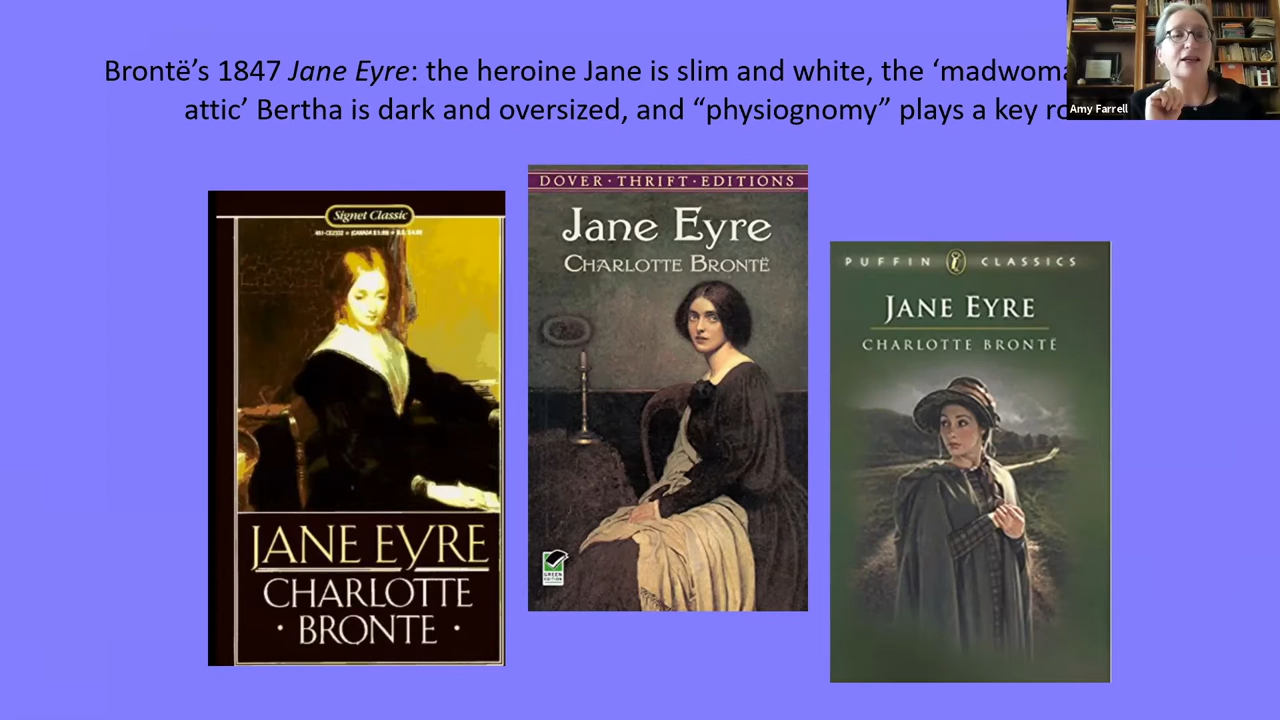 Brontë’s 1847 Jane Eyre: the heroine Jane is slim and white, the ‘madwoma
attic’ Bertha is dark and oversized, and “physiognomy” plays a key ro
Amy Farrell
Signet Classic
JANE EYRE
CHARLOTTE
· BRONTE ·
DOVER · THRIFT · EDITIONS
Jane Eyre
CHARLOTTE BRONTË
GREEN
EDITION
PUFFIN CLASSICS
JANE EYRE
CHARLOTTE BRONTË